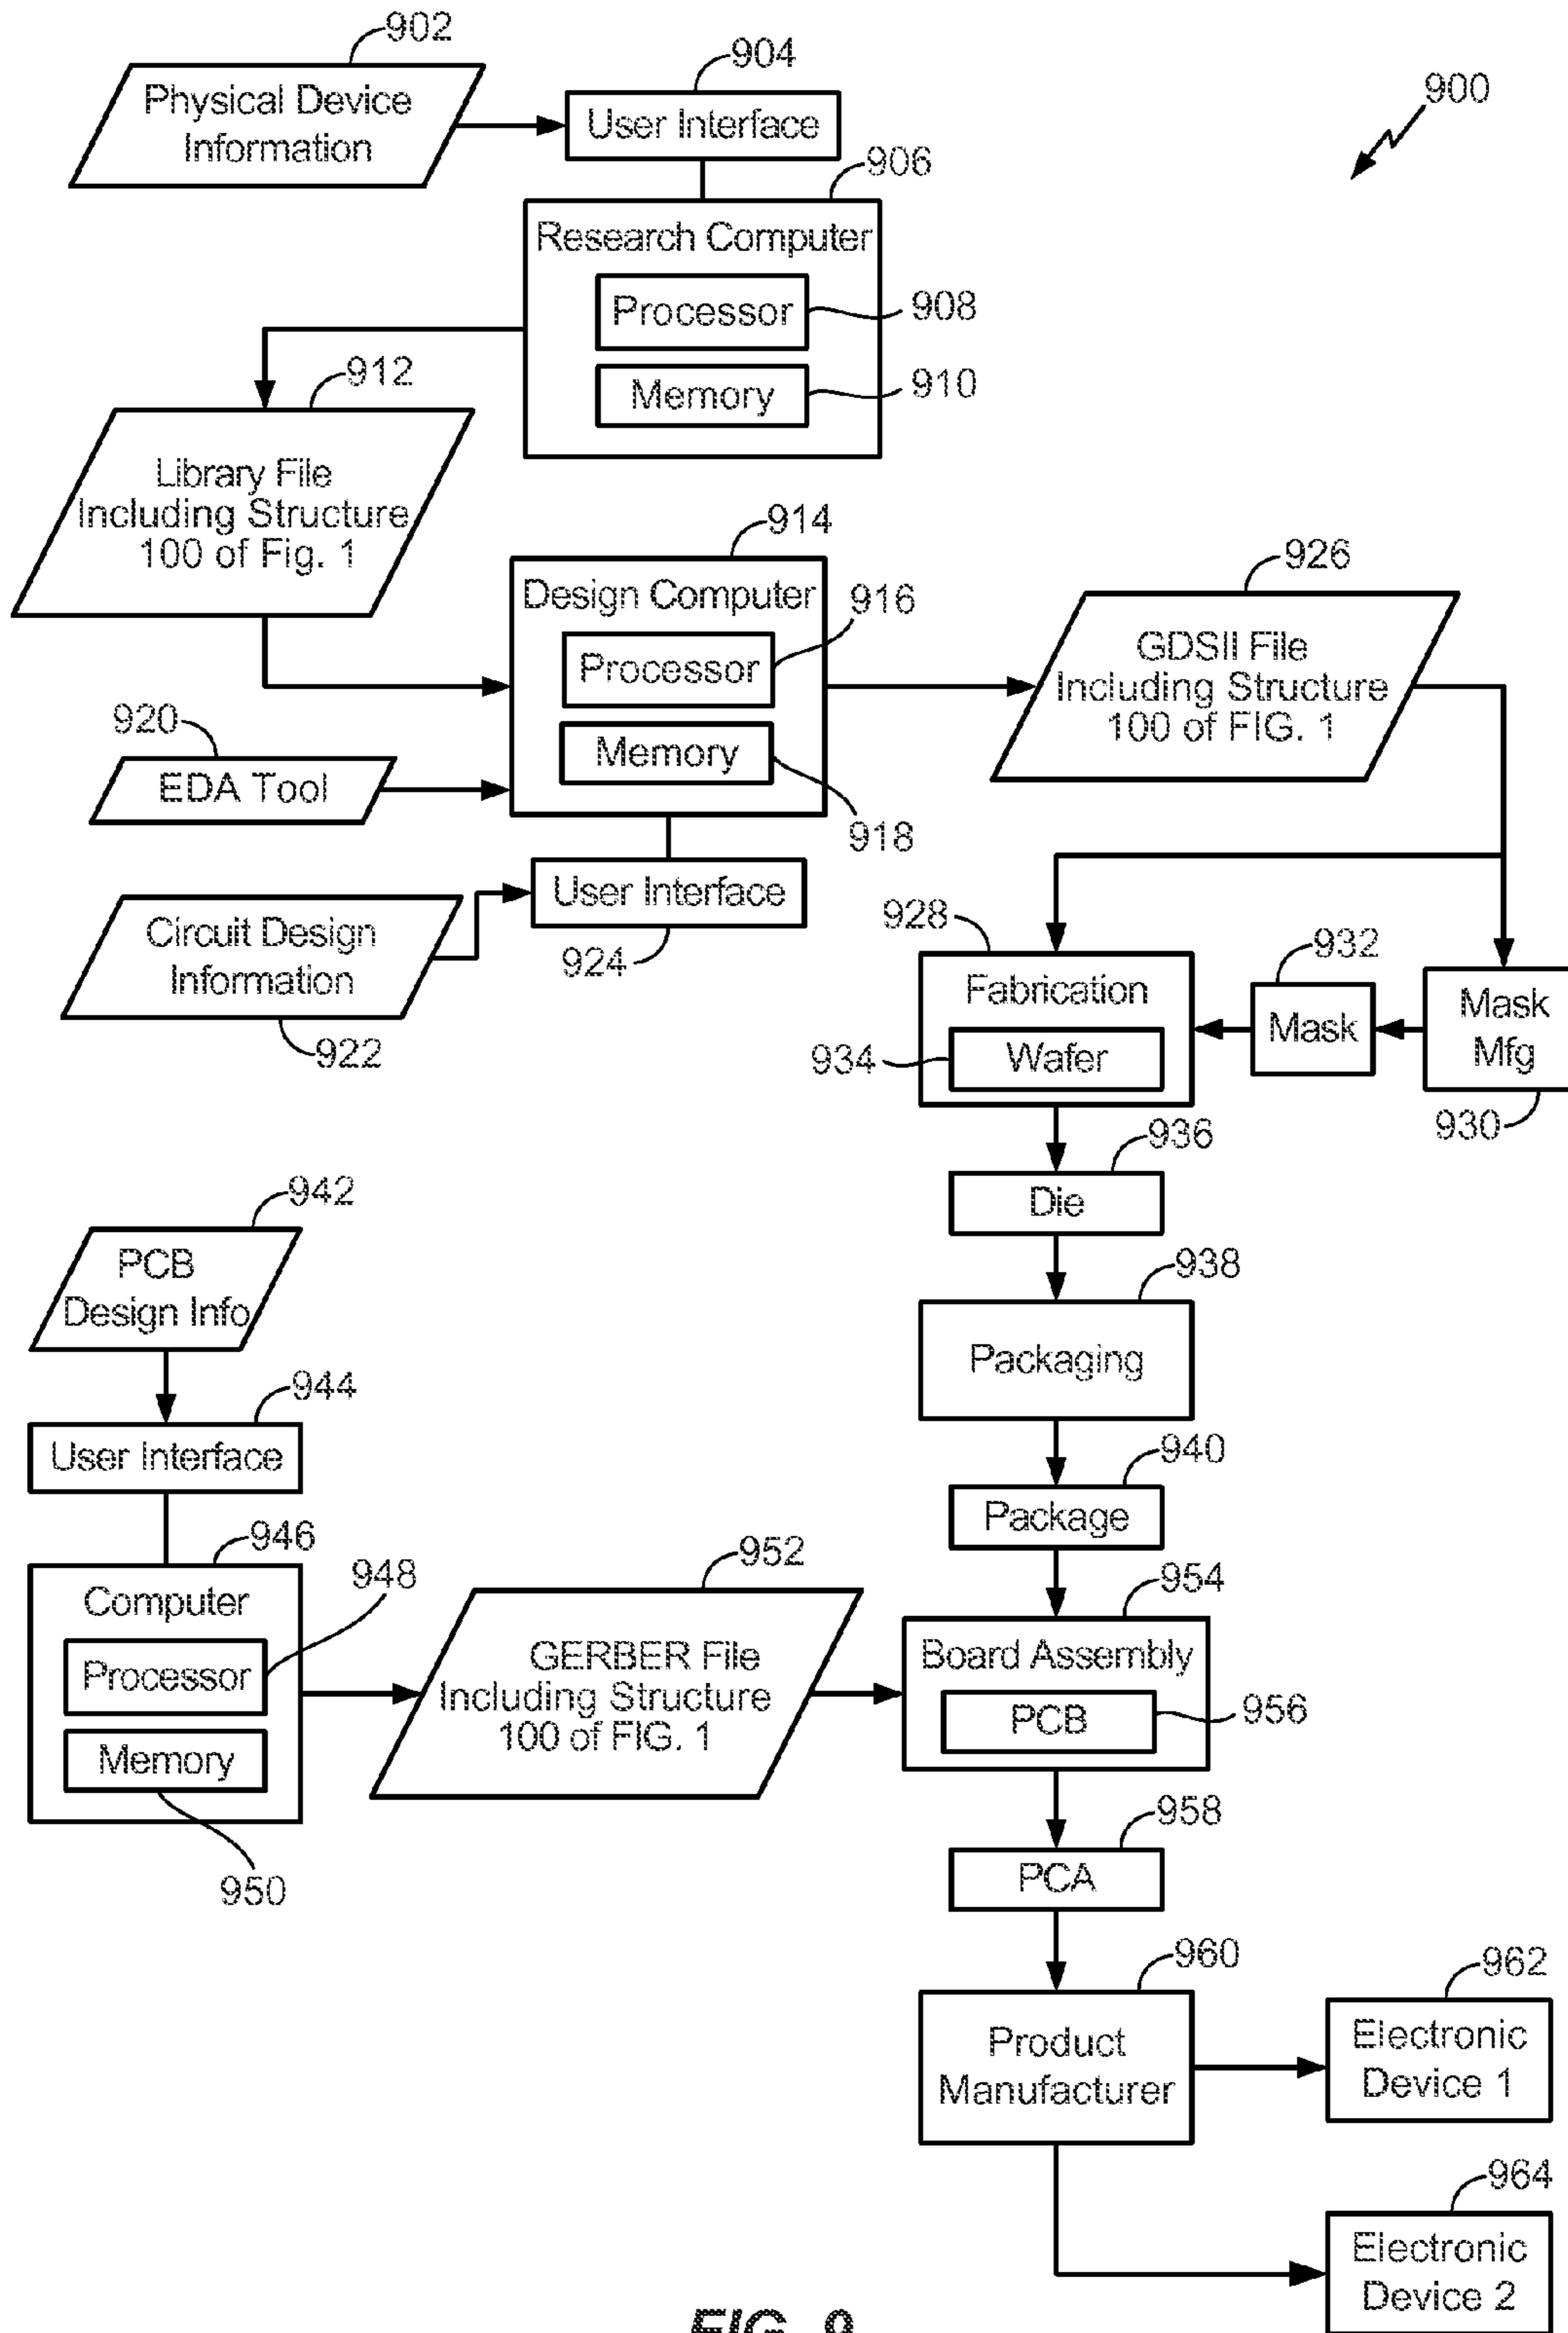 902
Physical Device
Information
904
User Interface
900
906
Research Computer
Processor
908
Memory
910
912
Library File
Including Structure
100 of Fig. 1
914
Design Computer
916
Processor
Memory
918
920
EDA Tool
Circuit Design
Information
922
User Interface
924
926
GDSII File
Including Structure
100 of FIG. 1
928
Fabrication
934
Wafer
932
Mask
Mask
Mfg
930
936
Die
938
Packaging
940
Package
942
PCB
Design Info
944
User Interface
946
Computer
948
Processor
Memory
950
952
GERBER File
Including Structure
100 of FIG. 1
954
Board Assembly
PCB
956
958
PCA
960
Product
Manufacturer
962
Electronic
Device 1
964
Electronic
Device 2
FIG. 9